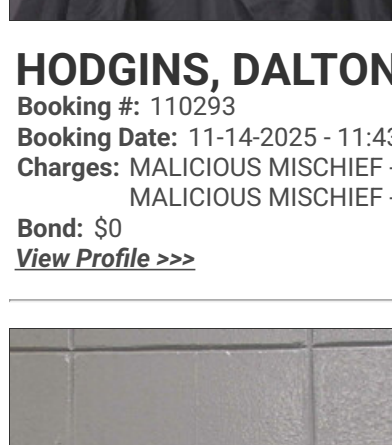 HODGINS, DALTON
Booking #: 110293
Booking Date: 11-14-2025 - 11:43
Charges: MALICIOUS MISCHIEF -
MALICIOUS MISCHIEF -
Bond: $0
View Profile >>>